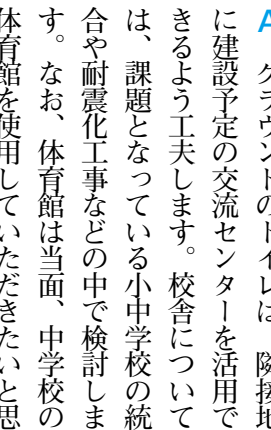 グラウンドのトイレは、隣接地
に建設予定の交流センターを活用で
きるよう工夫します。校舎について
は、課題となっている小中学校の統
合や耐震化工事などの中で検討しま
す。なお、体育館は当面、中学校の
体育館を使用していただきたいと思